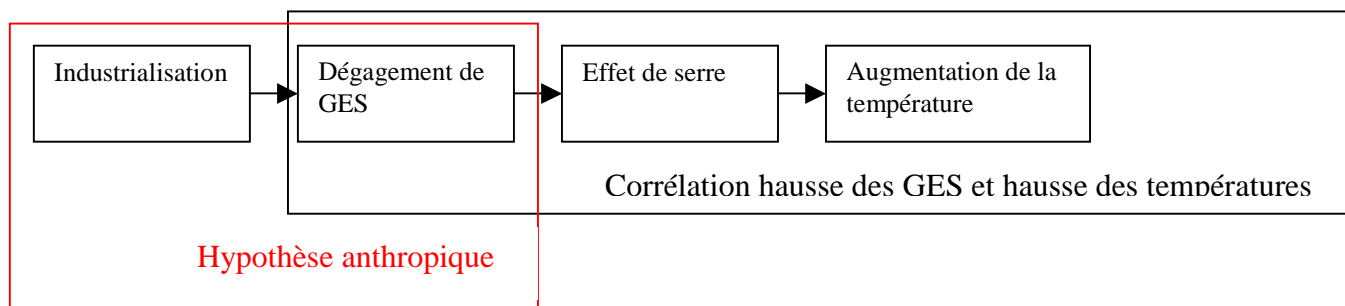 Industrialisation
Dégagement de
GES
Effet de serre
Augmentation de la
température
Corrélation hausse des GES et hausse des températures
Hypothèse anthropique